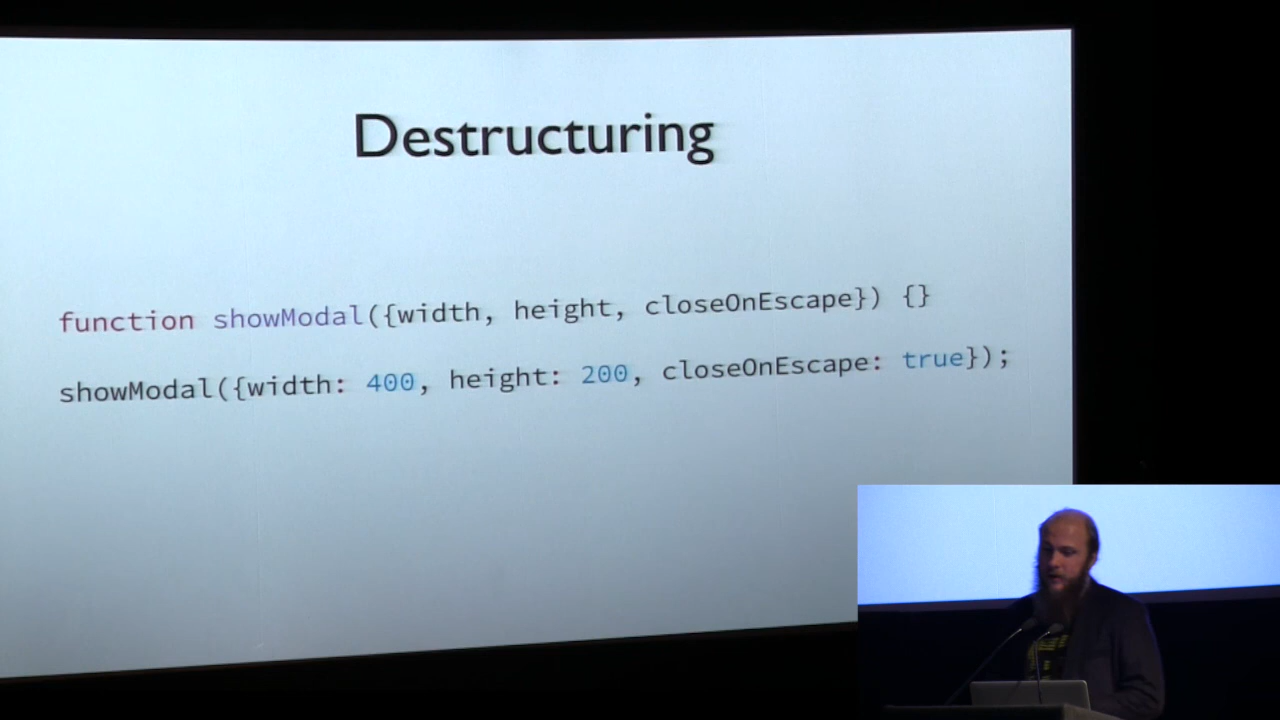 Destructuring
function showModal({width, height, closeOnEscape}) {}
showModal({width: 400, height: 200, closeOnEscape: true});